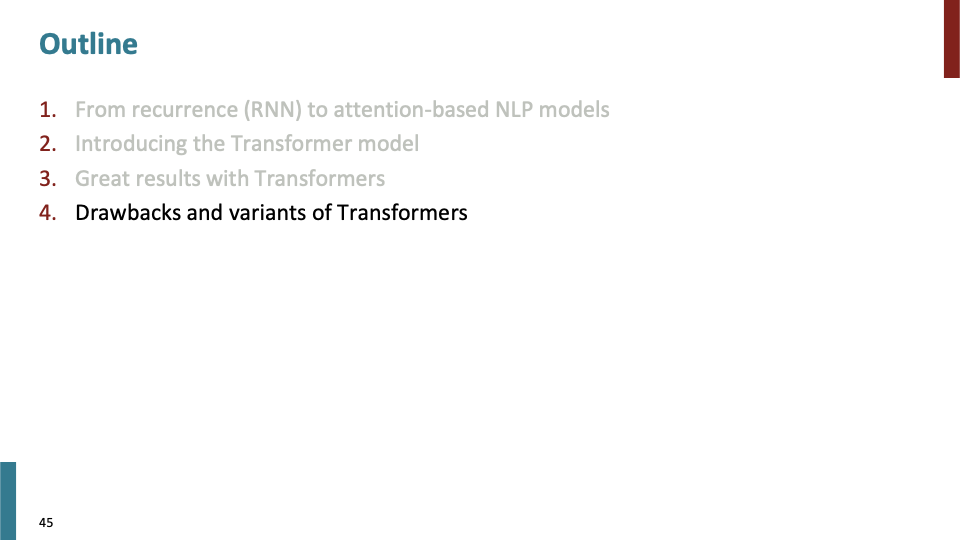 Outline
1. From recurrence (RNN) to attention-based NLP models
2. Introducing the Transformer model
3. Great results with Transformers
4. Drawbacks and variants of Transformers
45